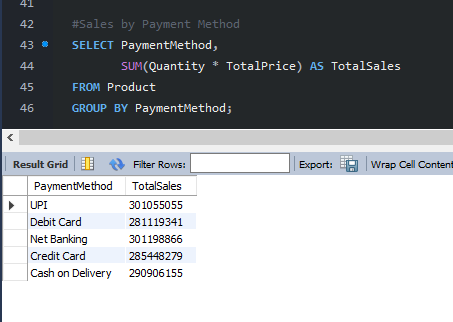 41
42 #Sales by Payment Method
43 SELECT PaymentMethod,
44 SUM(Quantity * TotalPrice) AS TotalSales
45 FROM Product
46 GROUP BY PaymentMethod;
Result Grid Filter Rows: Export: Wrap Cell Content
PaymentMethod TotalSales
UPI 301055055
Debit Card 281119341
Net Banking 301198866
Credit Card 285448279
Cash on Delivery 290906155